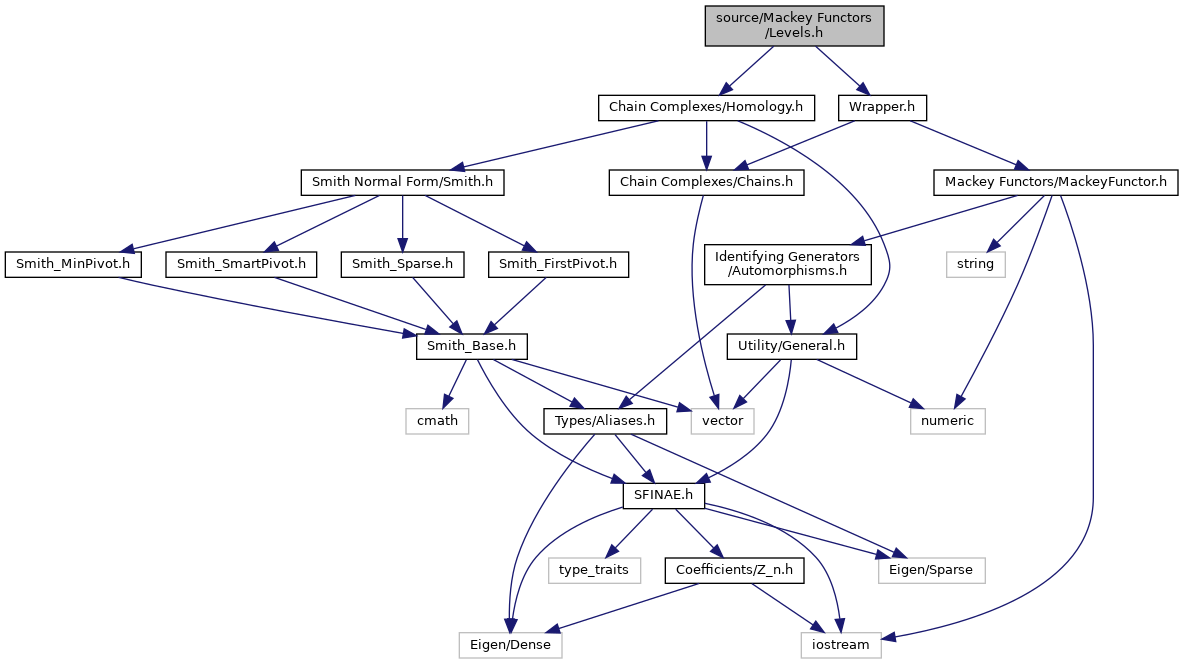 source/Mackey Functors
/Levels.h
Chain Complexes/Homology.h
Wrapper.h
Smith Normal Form/Smith.h
Chain Complexes/Chains.h
Mackey Functors/MackeyFunctor.h
Smith_MinPivot.h
Smith_SmartPivot.h
Smith_Sparse.h
Smith_FirstPivot.h
Identifying Generators
/Automorphisms.h
string
Smith_Base.h
Utility/General.h
cmath
Types/Aliases.h
vector
numeric
SFINAE.h
type_traits
Coefficients/Z_n.h
Eigen/Sparse
Eigen/Dense
iostream